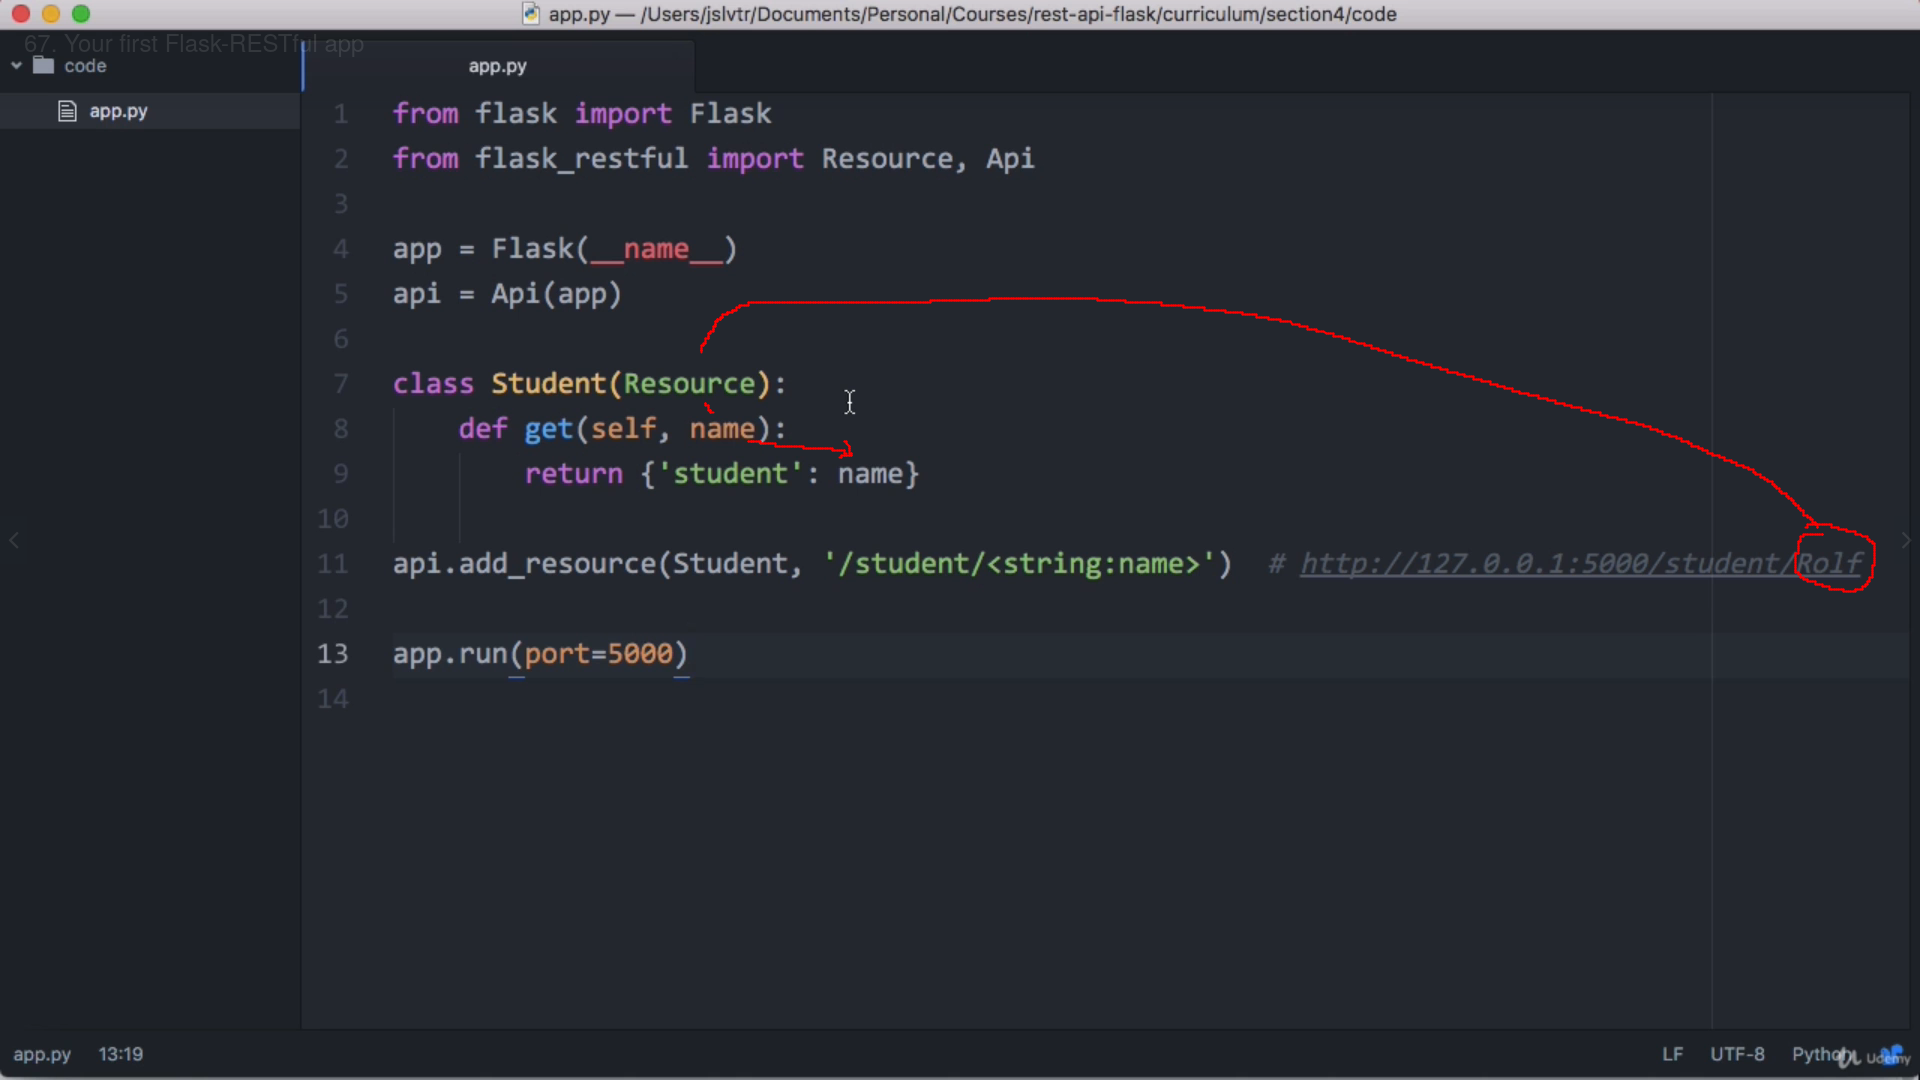 app.py — /Users/jslvtr/Documents/Personal/Courses/rest-api-flask/curriculum/section4/code
67. Your first Flask-RESTful app
code
app.py
app.py
1 from flask import Flask
2 from flask_restful import Resource, Api
3
4 app = Flask(__name__)
5 api = Api(app)
6
7 class Student(Resource):
8 def get(self, name):
9 return {'student': name}
10
11 api.add_resource(Student, '/student/<string:name>') # http://127.0.0.1:5000/student/Rolf
12
13 app.run(port=5000)
14
app.py 13:19 LF UTF-8 Python
Udemy